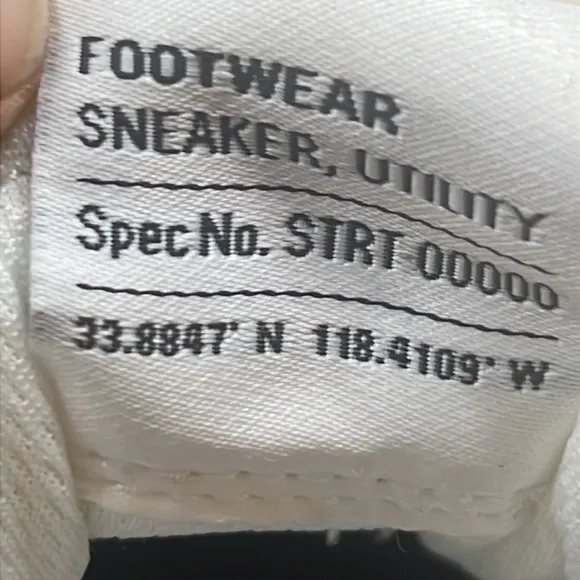 FOOTWEAR
SNEAKER, UTILITY
Spec No. STRT-00000
33.8847° N 118.4109° W